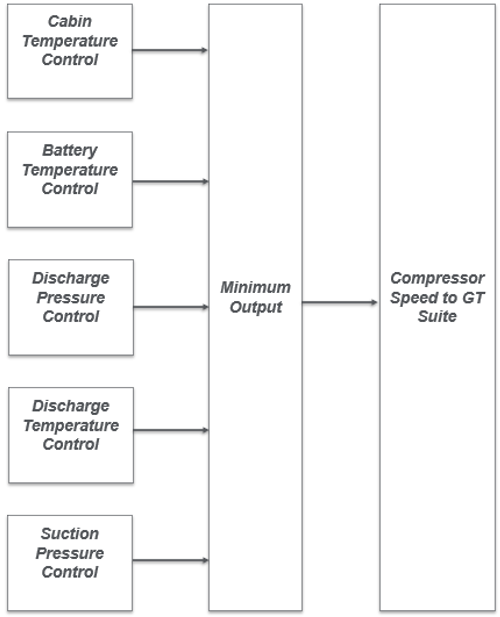 Cabin
Temperature
Control
Battery
Temperature
Control
Discharge
Pressure
Control
Discharge
Temperature
Control
Suction
Pressure
Control
Minimum
Output
Compressor
Speed to GT
Suite